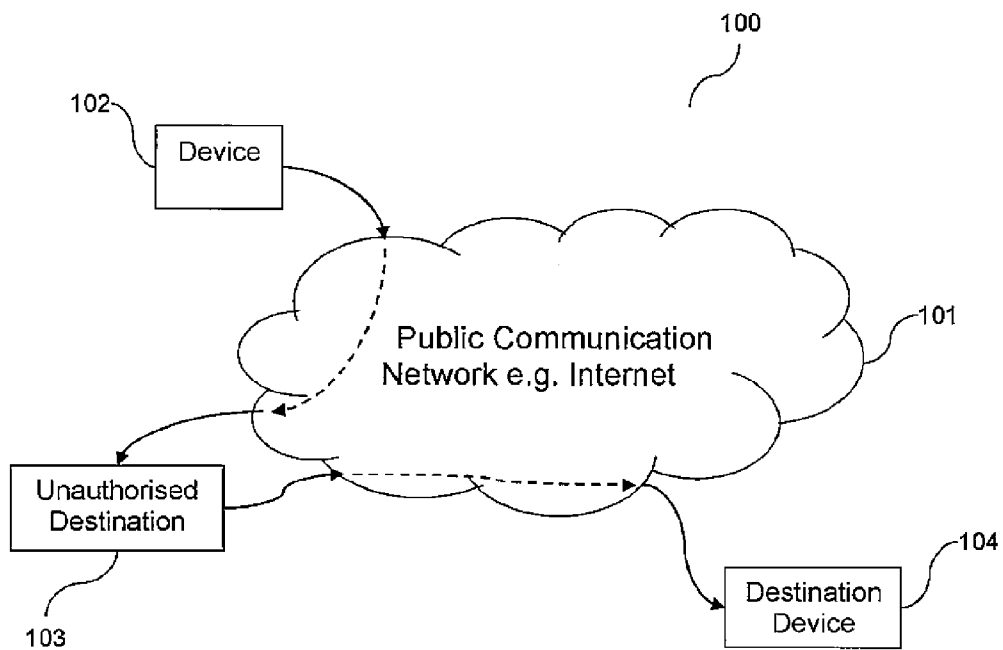 100
102
Device
Public Communication
Network e.g. Internet
101
Unauthorised
Destination
103
104
Destination
Device